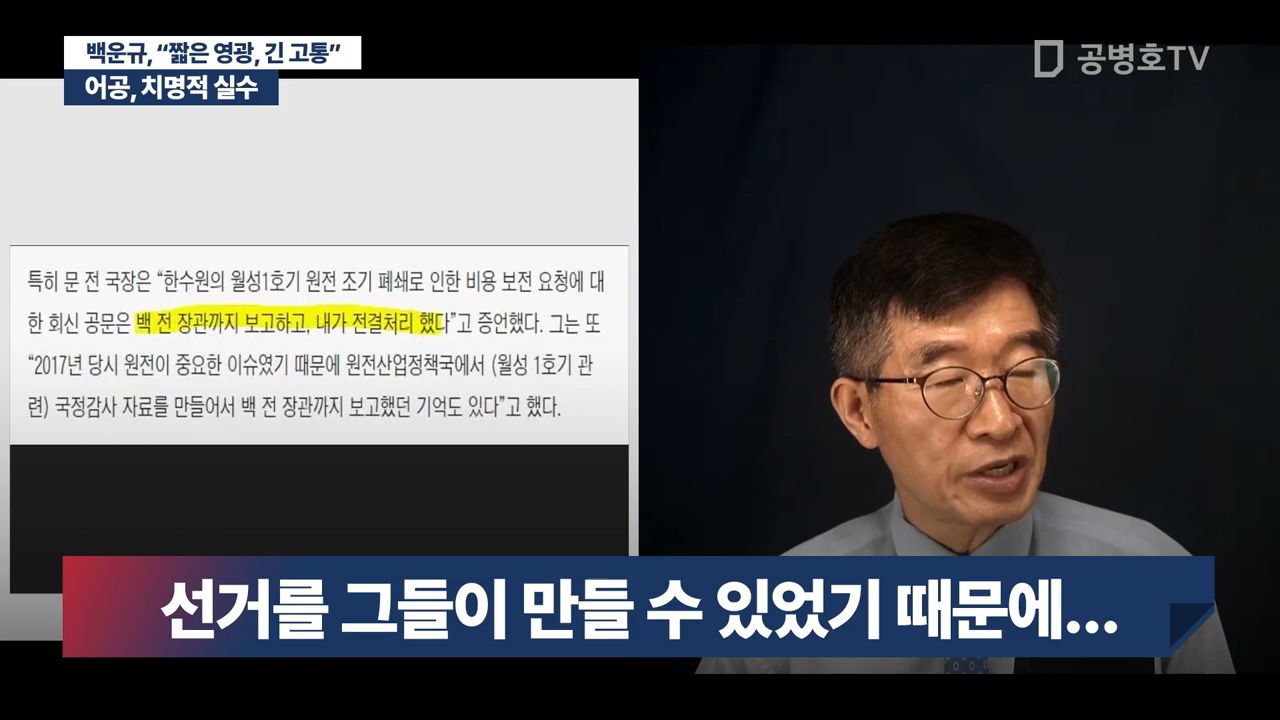 백운규, “짧은 영광, 긴 고통”
어공, 치명적 실수
공병호TV
특히 문 전 국장은 “한수원의 월성1호기 원전 조기 폐쇄로 인한 비용 보전 요청에 대
한 회신 공문은 백 전 장관까지 보고하고, 내가 전결처리 했다”고 증언했다. 그는 또
“2017년 당시 원전이 중요한 이슈였기 때문에 원전산업정책국에서 (월성 1호기 관
련) 국정감사 자료를 만들어서 백 전 장관까지 보고했던 기억도 있다”고 했다.
선거를 그들이 만들 수 있었기 때문에...